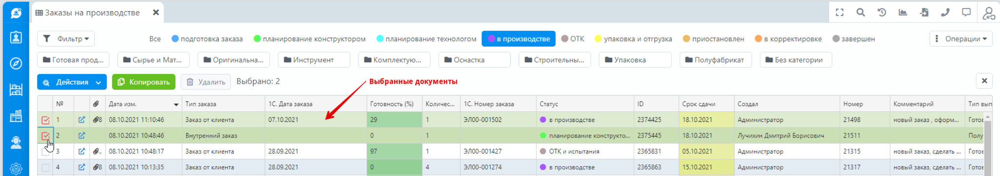 Заказы на производстве
Фильтр Все подготовка заказа планирование конструктором планирование технологом в производстве ОТК упаковка и отгрузка приостановлен в корректировке завершен Операции
Готовая прод... Сырье и Мат... Оригинальна... Инструмент Комплектую... Оснастка Строительны... Упаковка Полуфабрикат Без категории
Действия Копировать Удалить Выбрано: 2 Выбранные документы
№ Дата изм. Тип заказа 1С. Дата заказа Готовность (%) Количес... 1С. Номер заказа Статус ID Срок сдачи Создал Номер Комментарий Тип вып
1 8 08.10.2021 11:10:46 Заказ от клиента 07.10.2021 29 1 ЭЛ00-001502 в производстве 2374425 18.10.2021 Администратор 21498 новый заказ , оформ... Готов
2 08.10.2021 10:48:46 Внутренний заказ 0 1 планирование конструкто... 2375445 18.10.2021 Лучихин Дмитрий Борисович 21511 Полу
3 .. 08.10.2021 10:48:17 Заказ от клиента 28.09.2021 97 1 ЭЛ00-001427 ОТК и испытания 2365831 05.10.2021 Администратор 21315 новый заказ, сделать ... Готов
4 8 08.10.2021 10:13:35 Заказ от клиента 28.09.2021 0 4 ЭЛ00-001274 в производстве 2365863 15.10.2021 Администратор 21317 новый заказ, сделать ... Готов